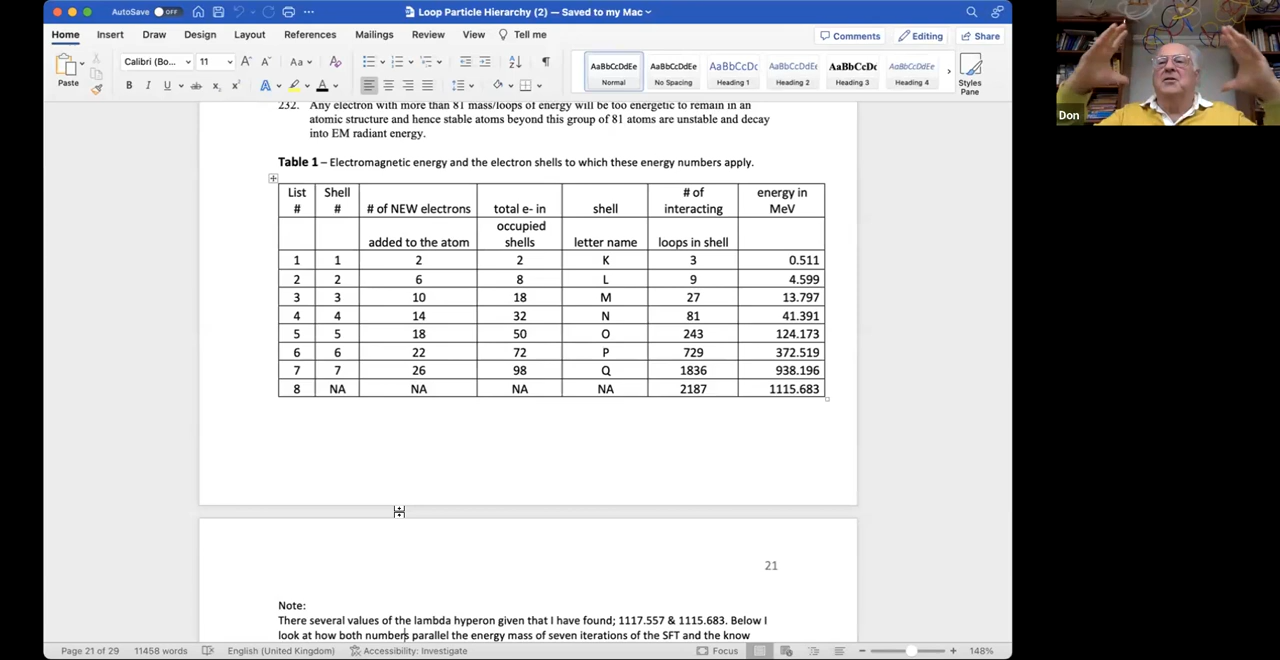 AutoSave OFF Loop Particle Hierarchy (2) — Saved to my Mac
Home Insert Draw Design Layout References Mailings Review View Tell me Comments Editing Share
Paste Calibri (Bo... 11 Aa AaBbCcDdEe AaBbCcDdEe AaBbCcDc AaBbCcDdEe AaBbCcDc AaBbCcDdEe
B I U ab x A A Normal No Spacing Heading 1 Heading 2 Heading 3 Heading 4 Styles Pane
Don
232. Any electron with more than 81 mass/loops of energy will be too energetic to remain in an
atomic structure and hence stable atoms beyond this group of 81 atoms are unstable and decay
into EM radiant energy.
Table 1 – Electromagnetic energy and the electron shells to which these energy numbers apply.
List # Shell # # of NEW electrons total e- in shell # of interacting energy in MeV
added to the atom occupied shells letter name loops in shell
1 1 2 2 K 3 0.511
2 2 6 8 L 9 4.599
3 3 10 18 M 27 13.797
4 4 14 32 N 81 41.391
5 5 18 50 O 243 124.173
6 6 22 72 P 729 372.519
7 7 26 98 Q 1836 938.196
8 NA NA NA NA 2187 1115.683
21
Note:
There several values of the lambda hyperon given that I have found; 1117.557 & 1115.683. Below I
look at how both numbers parallel the energy mass of seven iterations of the SFT and the know
Page 21 of 29 11458 words English (United Kingdom) Accessibility: Investigate Focus 148%